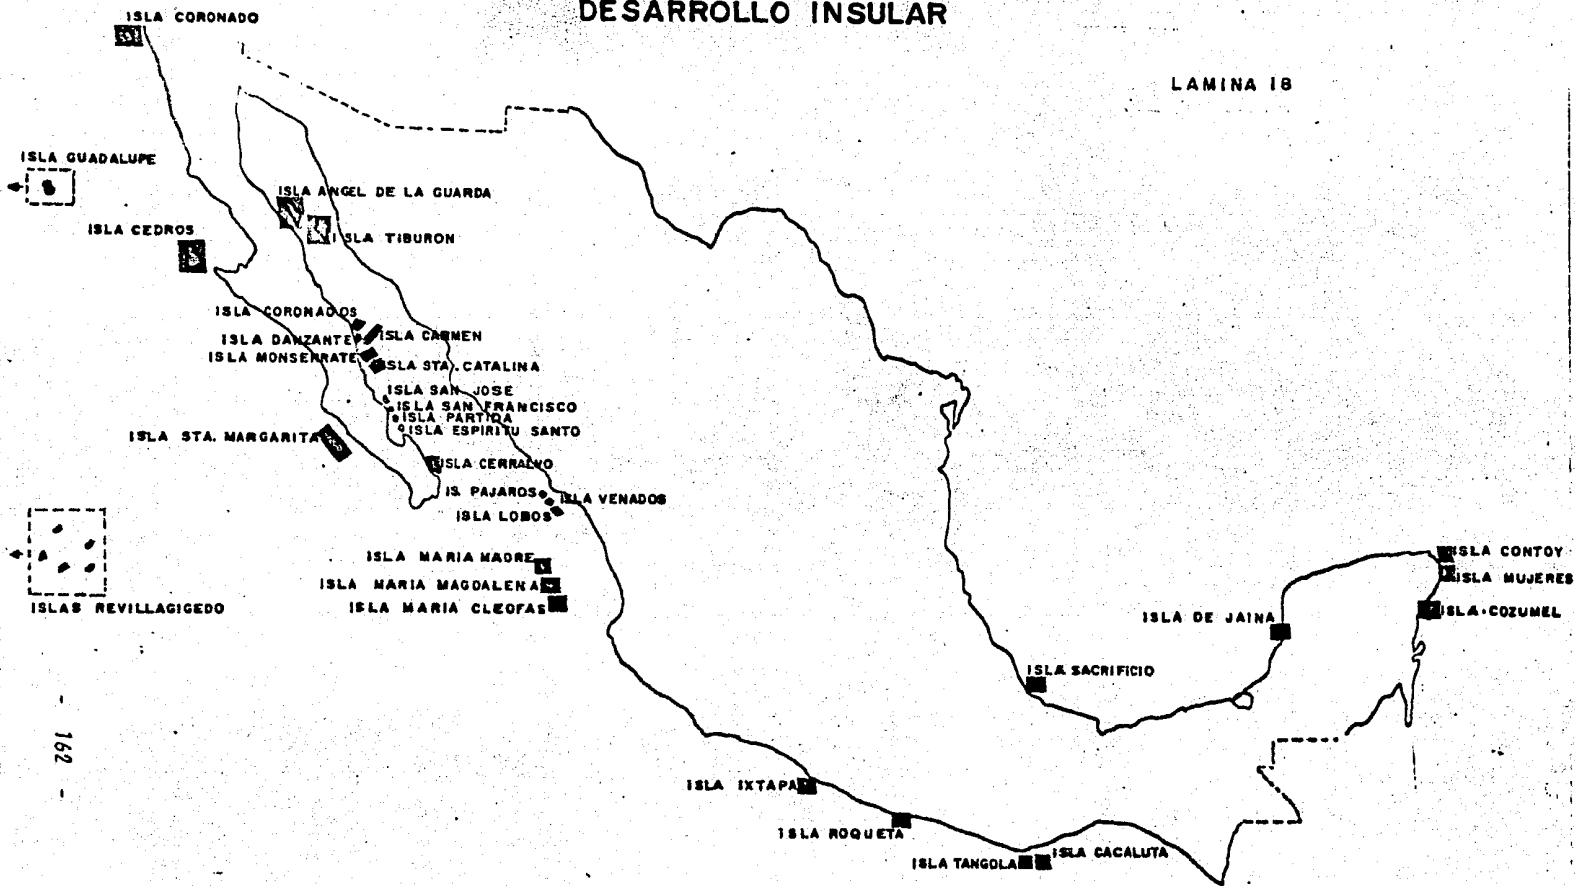 DESARROLLO INSULAR
LAMINA 18
ISLA CORONADO
ISLA GUADALUPE
ISLA ANGEL DE LA GUARDA
ISLA CEDROS
ISLA TIBURON
ISLA CORONADOS
ISLA DANZANTE
ISLA CARMEN
ISLA MONSERRATE
ISLA STA. CATALINA
ISLA SAN JOSE
ISLA SAN FRANCISCO
ISLA PARTIDA
ISLA ESPIRITU SANTO
ISLA STA. MARGARITA
ISLA CERRALVO
IS. PAJAROS
ISLA VENADOS
ISLA LOBOS
ISLA MARIA MADRE
ISLA MARIA MAGDALENA
ISLA MARIA CLEOFAS
ISLAS REVILLAGIGEDO
ISLA CONTOY
ISLA MUJERES
ISLA COZUMEL
ISLA DE JAINA
ISLA SACRIFICIO
ISLA IXTAPA
ISLA ROQUETA
ISLA TANGOLA
ISLA CACALUTA
- 162 -